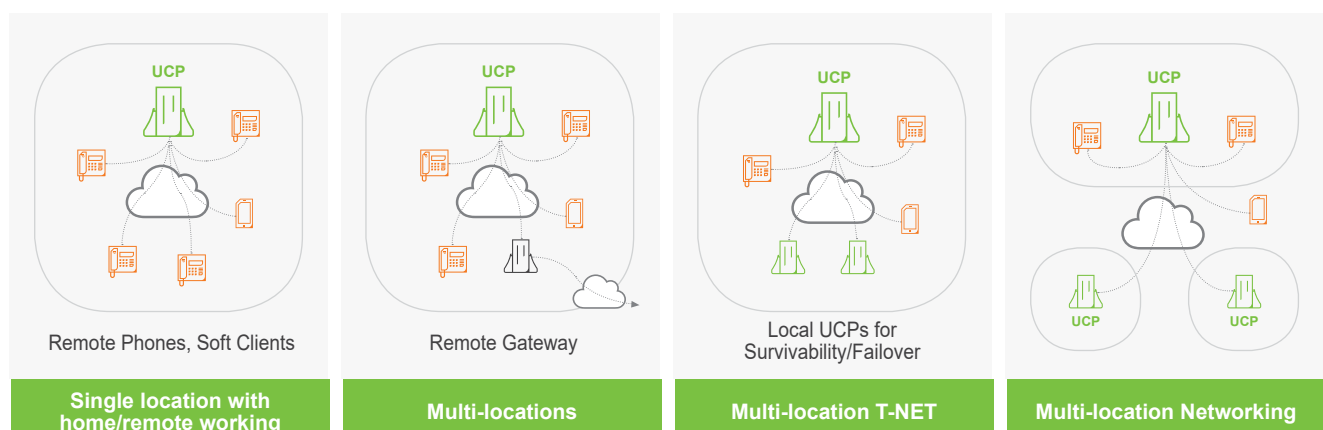 UCP
Remote Phones, Soft Clients
Single location with
home/remote working
UCP
Remote Gateway
Multi-locations
UCP
Local UCPs for
Survivability/Failover
Multi-location T-NET
UCP
UCP
UCP
Multi-location Networking